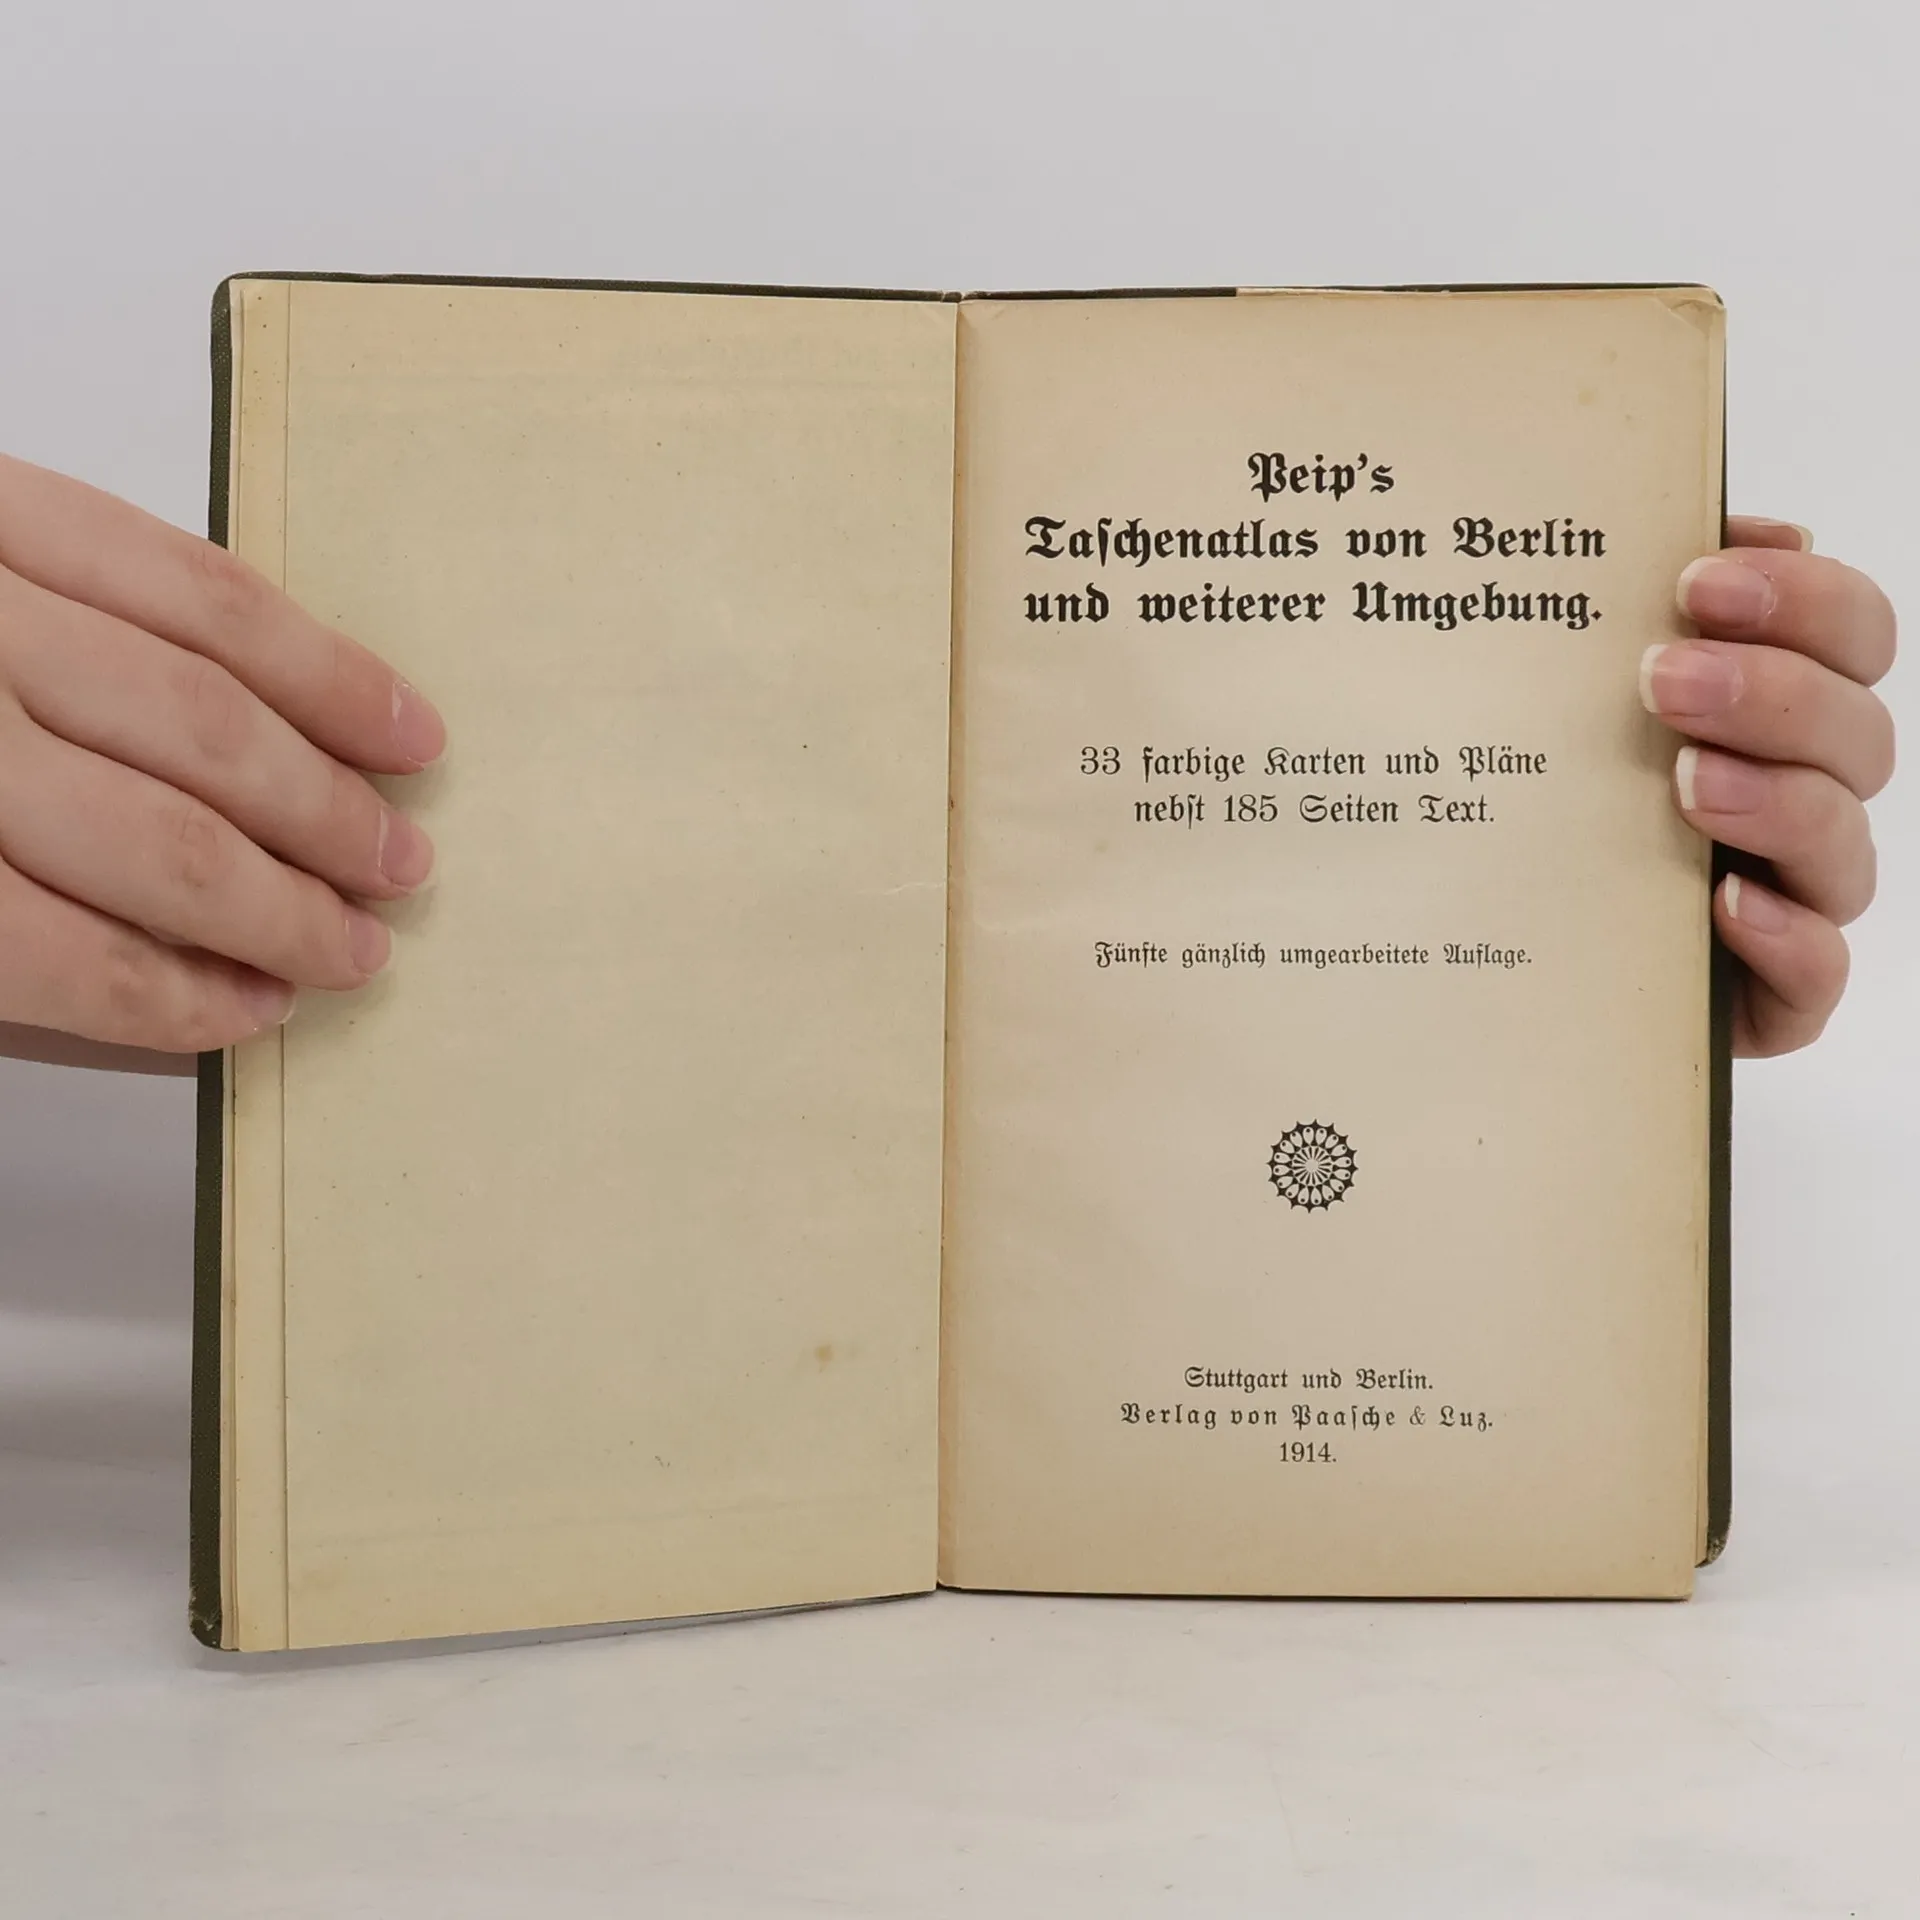 Peip's
Taſchenatlas von Berlin
und weiterer Umgebung.
33 farbige Karten und Pläne
nebſt 185 Seiten Text.
Fünfte gänzlich umgearbeitete Auflage.
Stuttgart und Berlin.
Verlag von Paaſche & Luz.
1914.